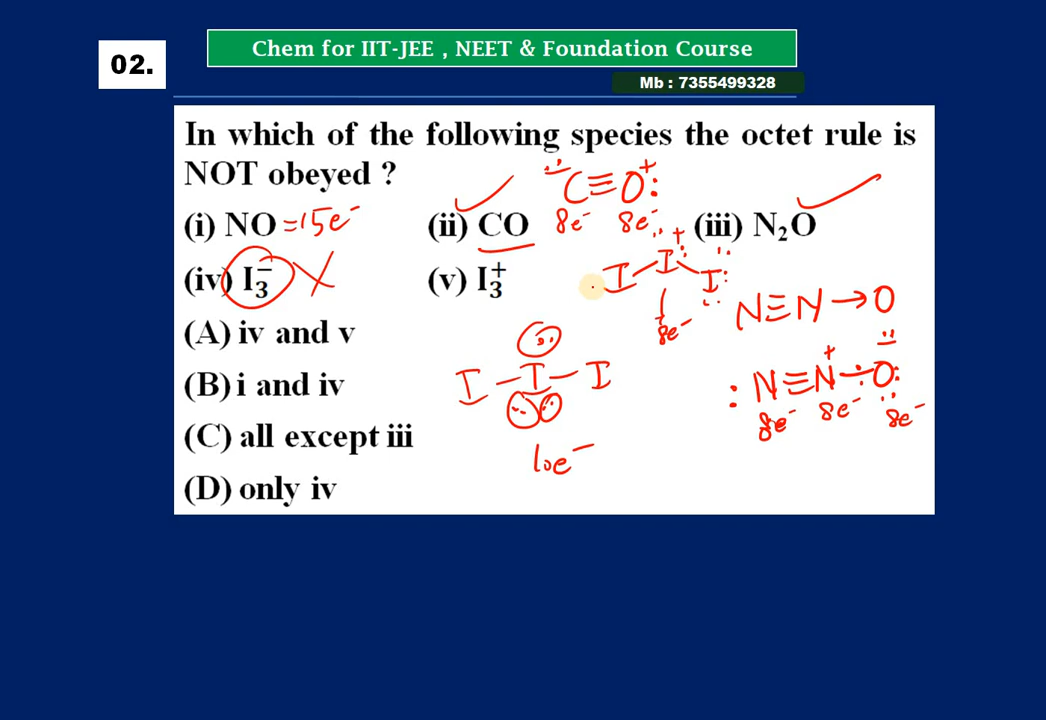 Chem for IIT-JEE , NEET & Foundation Course
02.
Mb : 7355499328
In which of the following species the octet rule is
NOT obeyed ?
C≡O⁺:
(i) NO =15e⁻ (ii) CO 8e⁻ 8e⁻ (iii) N₂O
(iv) I₃⁻ X (v) I₃⁺ I I⁺ I
8e⁻ N≡N→O
(A) iv and v
I–I–I :N≡N⁺–O:
(B) i and iv 8e⁻ 8e⁻ 8e⁻
(C) all except iii
10e⁻
(D) only iv